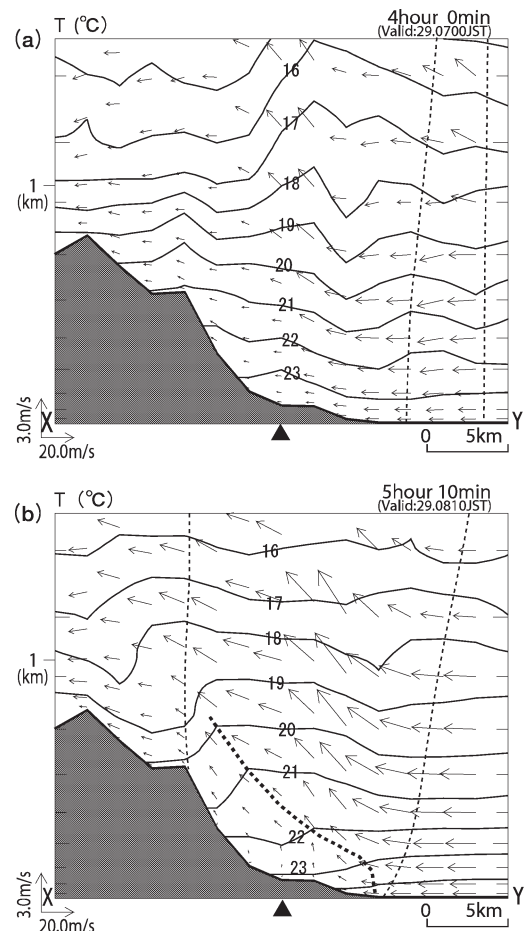 T (℃)
4hour 0min
(Valid:29.0700JST)
(a)
16
17
18
1
(km)
19
20
21
22
23
3.0m/s
X
Y
20.0m/s
0 5km
T (℃)
5hour 10min
(Valid:29.0810JST)
(b)
16
17
18
1
(km)
19
20
21
22
23
3.0m/s
X
Y
20.0m/s
0 5km